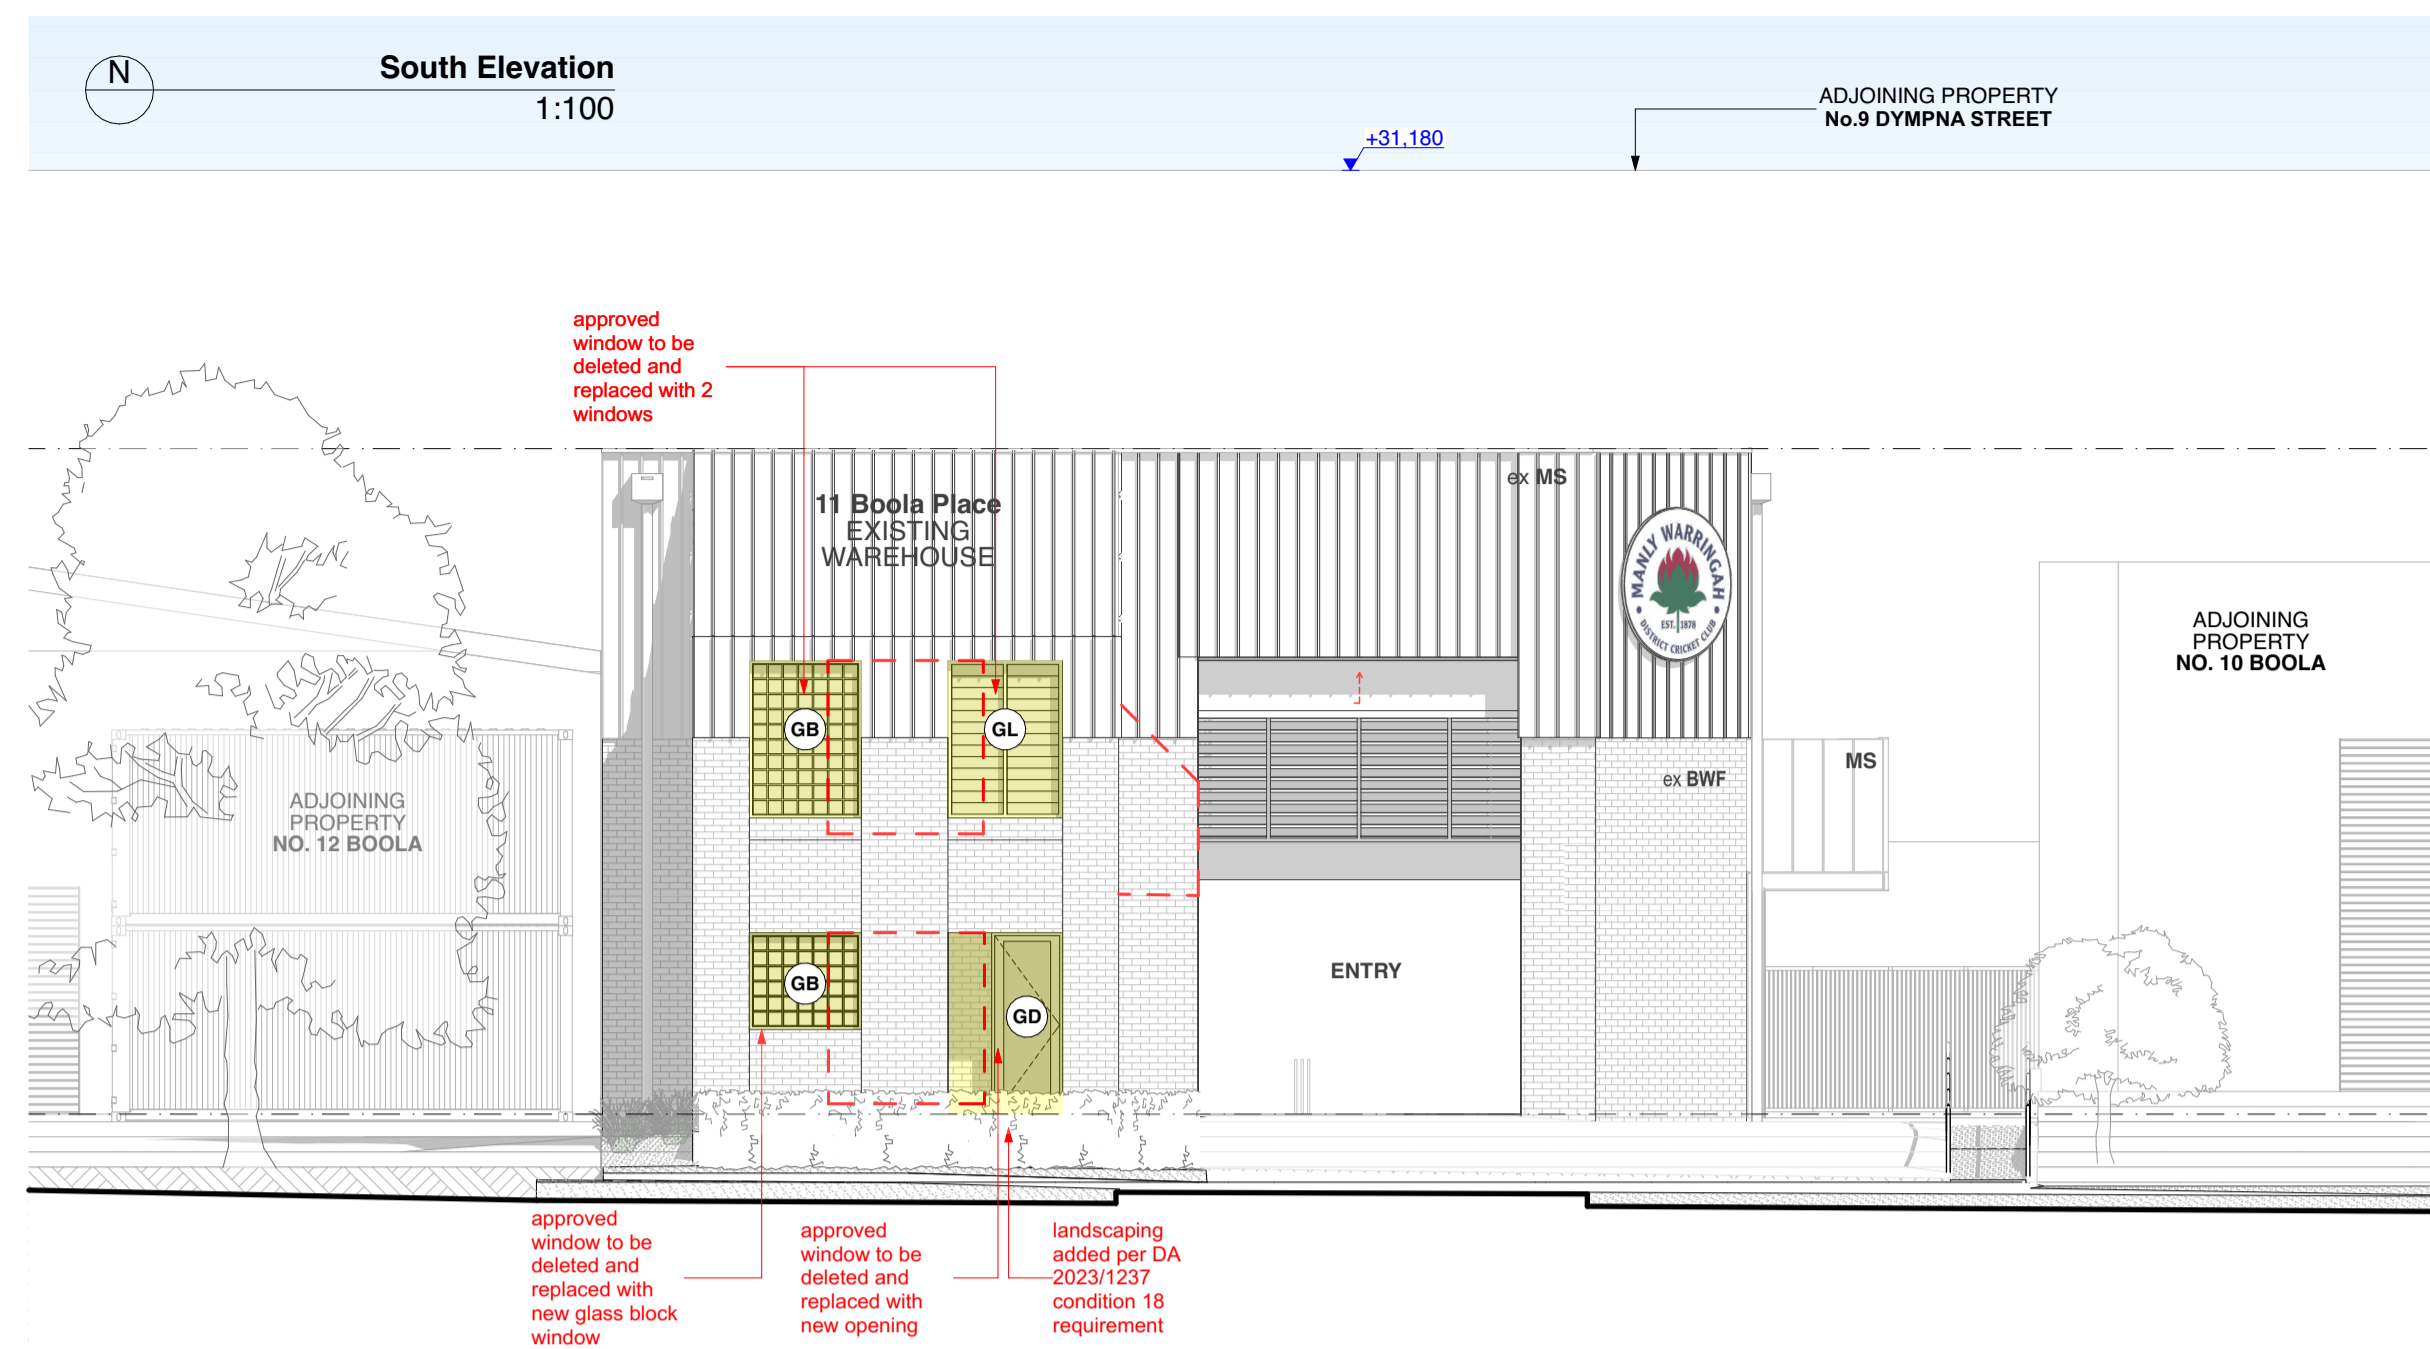 N
South Elevation
1:100
ADJOINING PROPERTY
No.9 DYMPNA STREET
+31,180
approved
window to be
deleted and
replaced with 2
windows
11 Boola Place
EXISTING
WAREHOUSE
ex MS
MANLY WARRINGAH
EST. 1878
DISTRICT CRICKET CLUB
ADJOINING
PROPERTY
NO. 10 BOOLA
GB
GL
MS
ex BWF
ADJOINING
PROPERTY
NO. 12 BOOLA
ENTRY
GB
GD
approved
window to be
deleted and
replaced with
new glass block
window
approved
window to be
deleted and
replaced with
new opening
landscaping
added per DA
2023/1237
condition 18
requirement